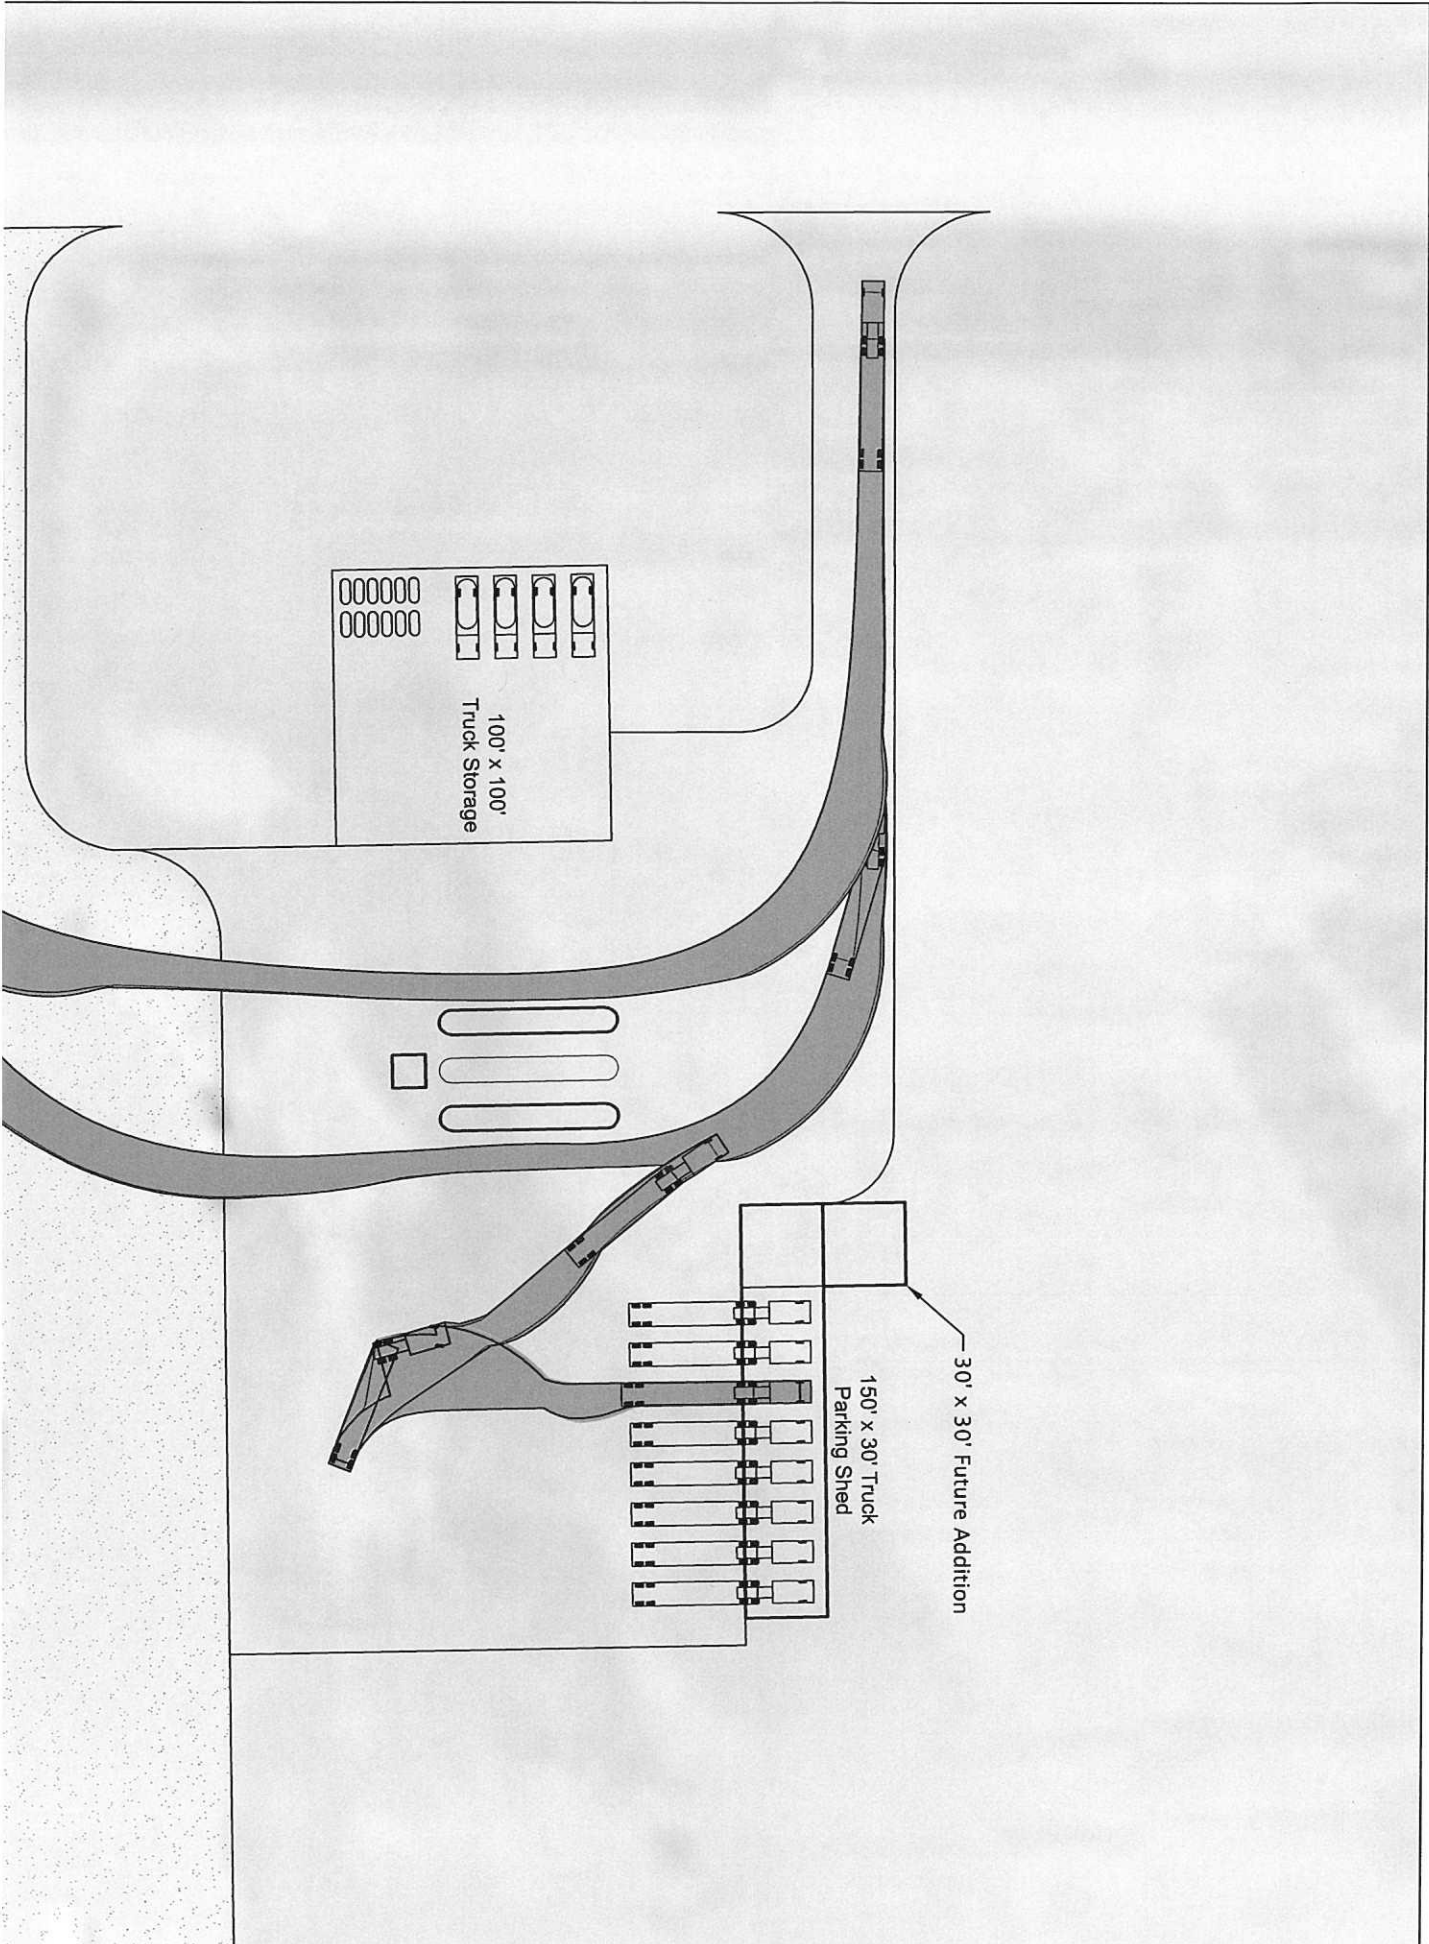 30' x 30' Future Addition
150' x 30' Truck
Parking Shed
100' x 100'
Truck Storage